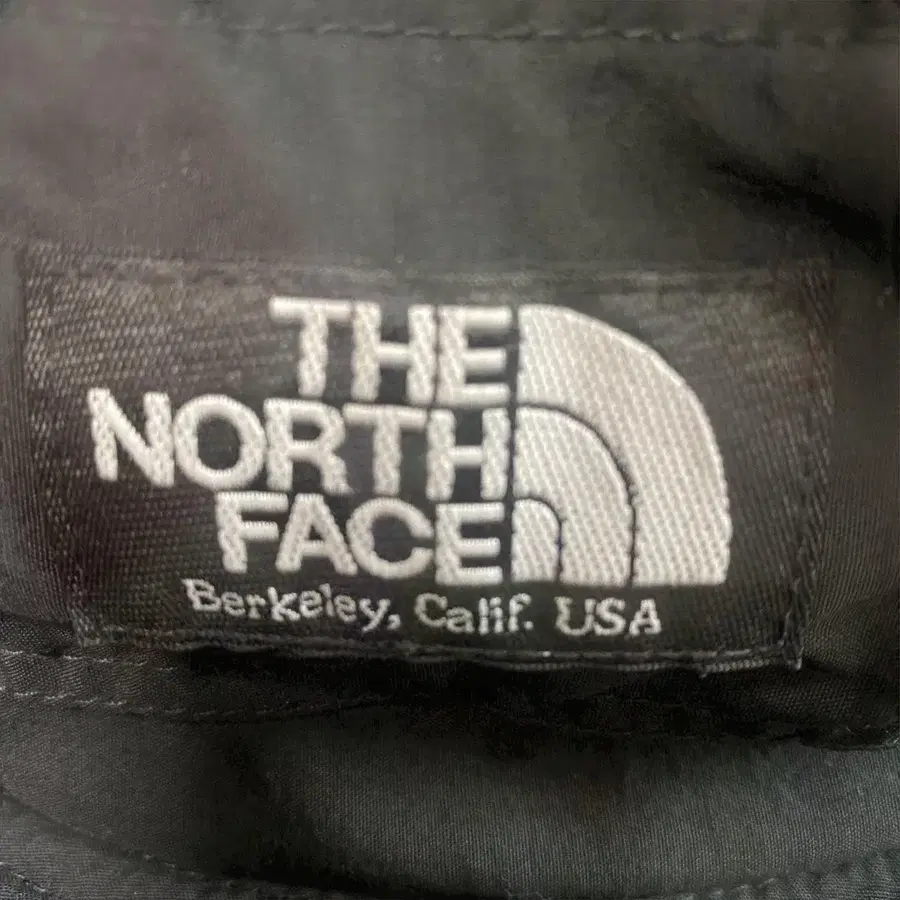 THE
NORTH
FACE
Berkeley, Calif. USA